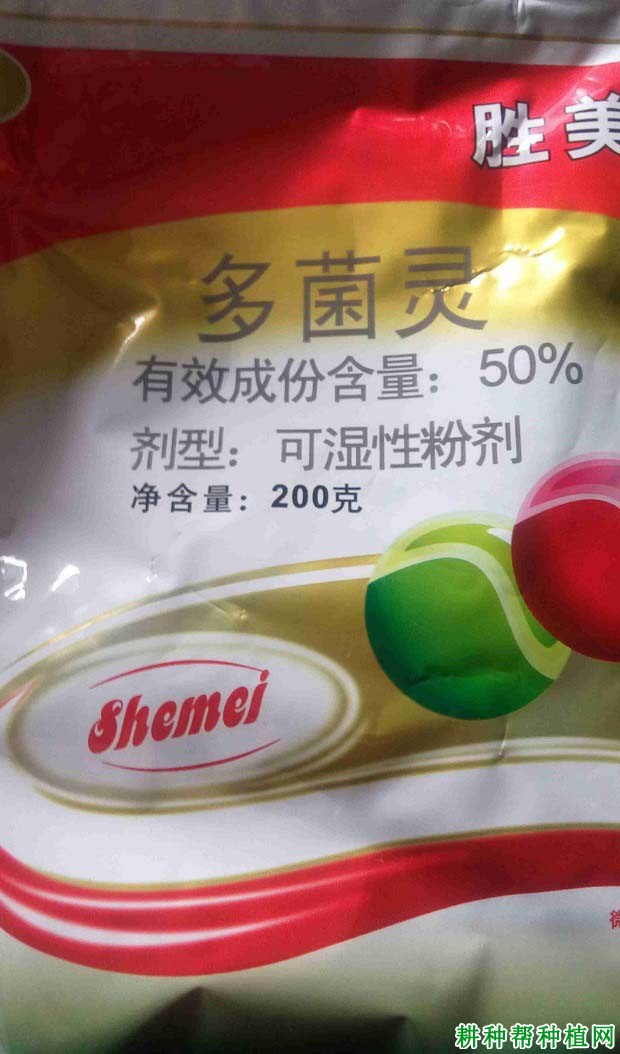 胜美
多菌灵
有效成份含量：50%
剂型：可湿性粉剂
净含量：200克
Shemei
耕种帮种植网